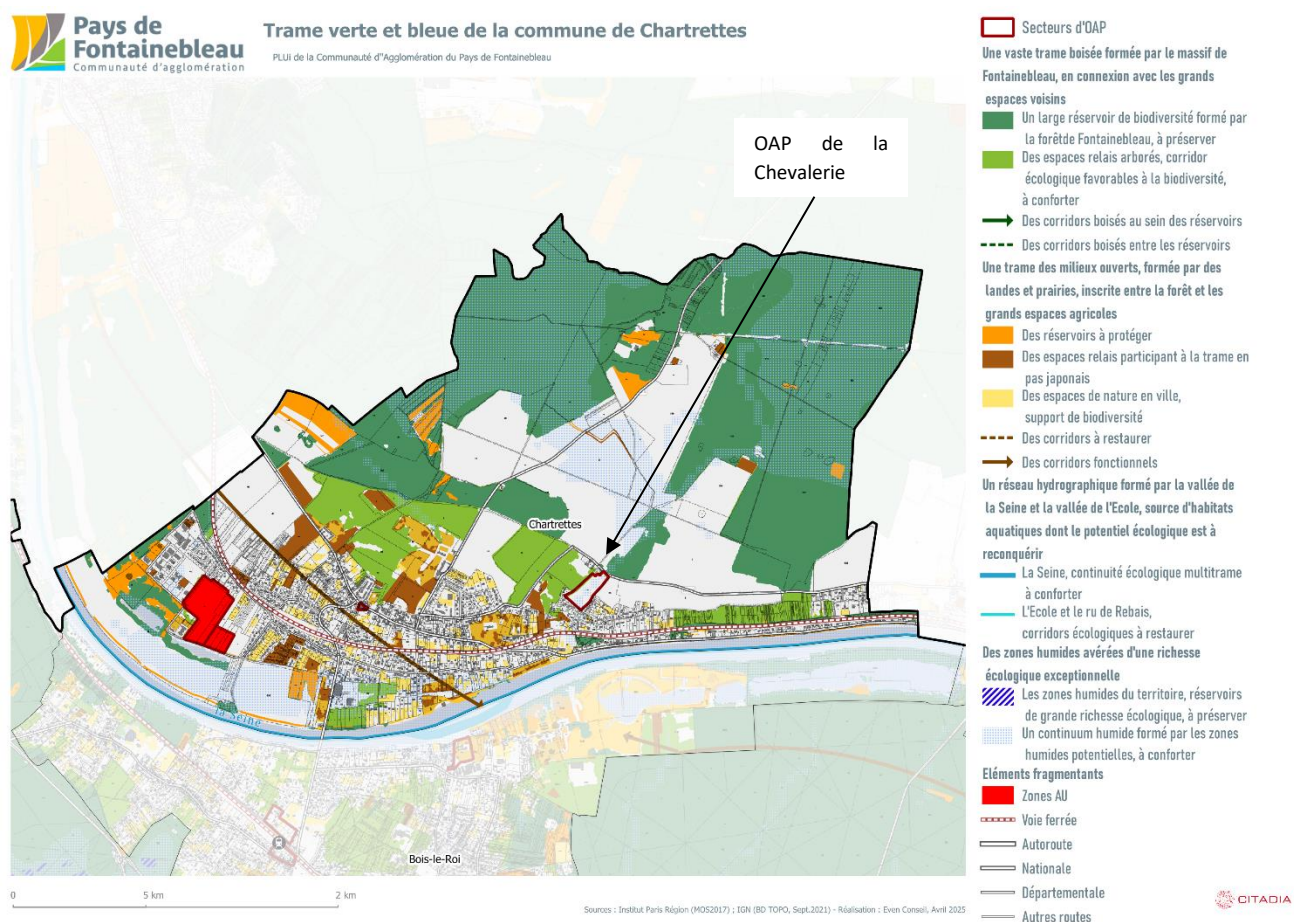 Pays de
Fontainebleau
Communauté d'agglomération
Trame verte et bleue de la commune de Chartrettes
PLUi de la Communauté d"Agglomération du Pays de Fontainebleau
OAP de la
Chevalerie
Chartrettes
La Seine
Bois-le-Roi
0 5 km 2 km
Sources : Institut Paris Région (MOS2017) ; IGN (BD TOPO, Sept.2021) - Réalisation : Even Conseil, Avril 2025
Secteurs d'OAP
Une vaste trame boisée formée par le massif de
Fontainebleau, en connexion avec les grands
espaces voisins
Un large réservoir de biodiversité formé par
la forêtde Fontainebleau, à préserver
Des espaces relais arborés, corridor
écologique favorables à la biodiversité,
à conforter
Des corridors boisés au sein des réservoirs
Des corridors boisés entre les réservoirs
Une trame des milieux ouverts, formée par des
landes et prairies, inscrite entre la forêt et les
grands espaces agricoles
Des réservoirs à protéger
Des espaces relais participant à la trame en
pas japonais
Des espaces de nature en ville,
support de biodiversité
Des corridors à restaurer
Des corridors fonctionnels
Un réseau hydrographique formé par la vallée de
la Seine et la vallée de l'Ecole, source d'habitats
aquatiques dont le potentiel écologique est à
reconquérir
La Seine, continuité écologique multitrame
à conforter
L'Ecole et le ru de Rebais,
corridors écologiques à restaurer
Des zones humides avérées d'une richesse
écologique exceptionnelle
Les zones humides du territoire, réservoirs
de grande richesse écologique, à préserver
Un continuum humide formé par les zones
humides potentielles, à conforter
Eléments fragmentants
Zones AU
Voie ferrée
Autoroute
Nationale
Départementale
Autres routes
CITADIA